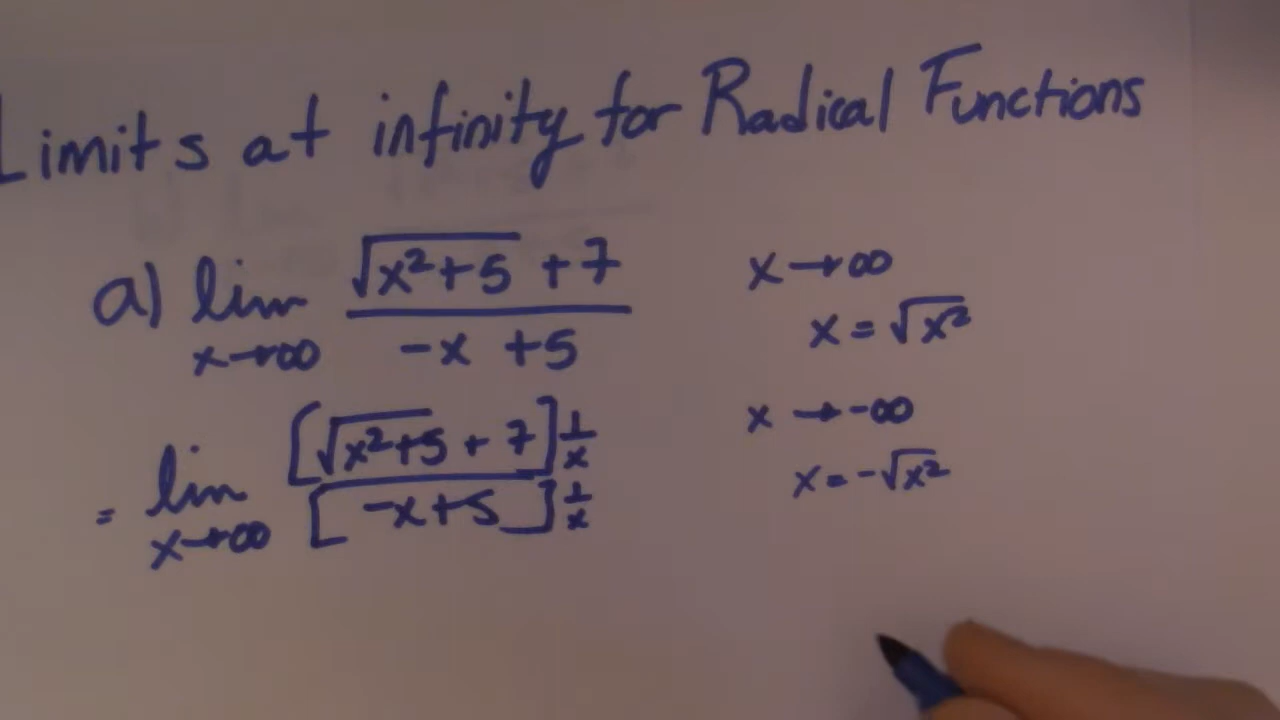 Limits at infinity for Radical Functions
a) lim x→∞ (√(x²+5) + 7) / (-x + 5)
x→∞
x = √x²
= lim x→∞ [√(x²+5) + 7] 1/x / [-x+5] 1/x
x → -∞
x = -√x²